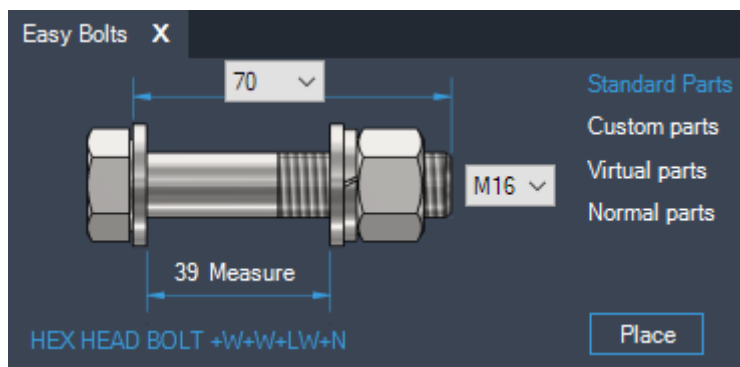 Easy Bolts X
70
Standard Parts
Custom parts
Virtual parts
M16
Normal parts
39 Measure
HEX HEAD BOLT +W+W+LW+N
Place